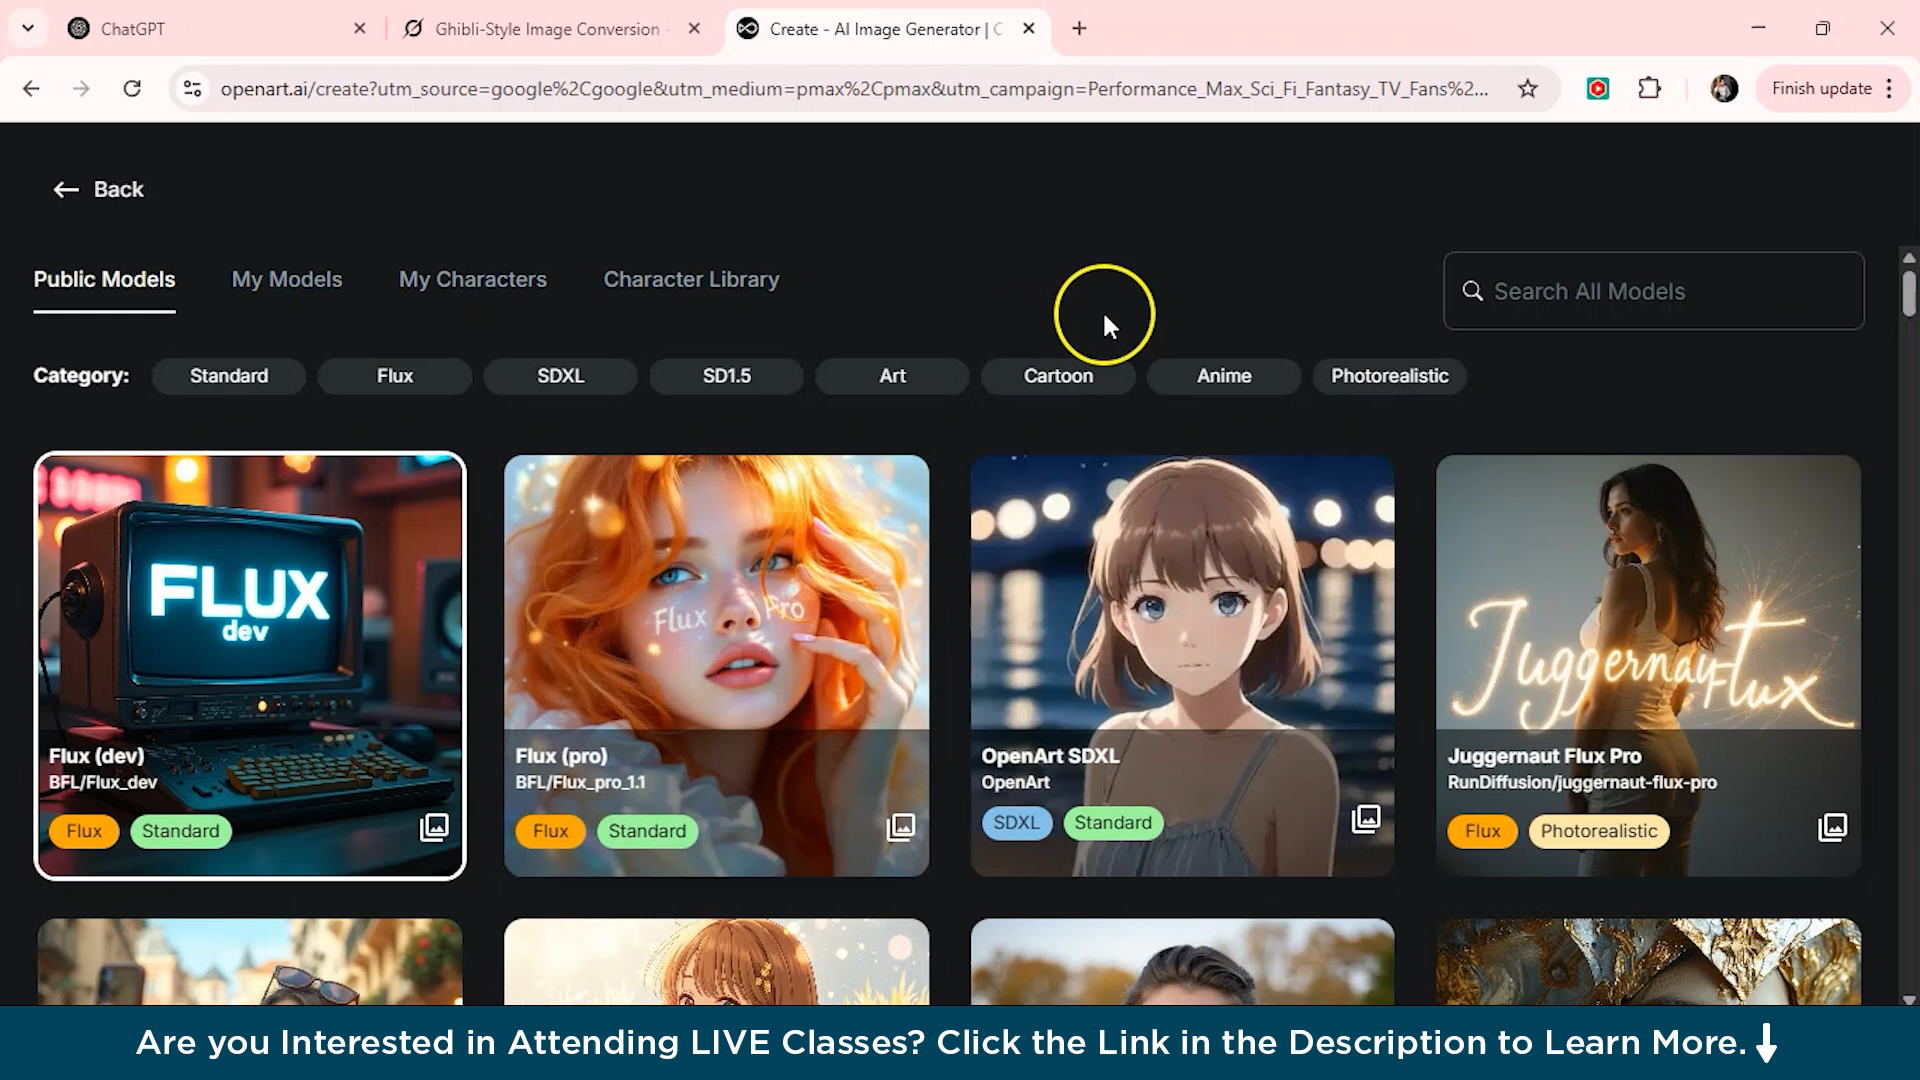 ChatGPT
Ghibli-Style Image Conversion
Create - AI Image Generator | C
openart.ai/create?utm_source=google%2Cgoogle&utm_medium=pmax%2Cpmax&utm_campaign=Performance_Max_Sci_Fi_Fantasy_TV_Fans%2...
Finish update
Back
Public Models
My Models
My Characters
Character Library
Search All Models
Category:
Standard
Flux
SDXL
SD1.5
Art
Cartoon
Anime
Photorealistic
FLUX
dev
Flux (dev)
BFL/Flux_dev
Flux
Standard
Flux Pro
Flux (pro)
BFL/Flux_pro_1.1
Flux
Standard
OpenArt SDXL
OpenArt
SDXL
Standard
Juggernaut Flux
Juggernaut Flux Pro
RunDiffusion/juggernaut-flux-pro
Flux
Photorealistic
Are you Interested in Attending LIVE Classes? Click the Link in the Description to Learn More.